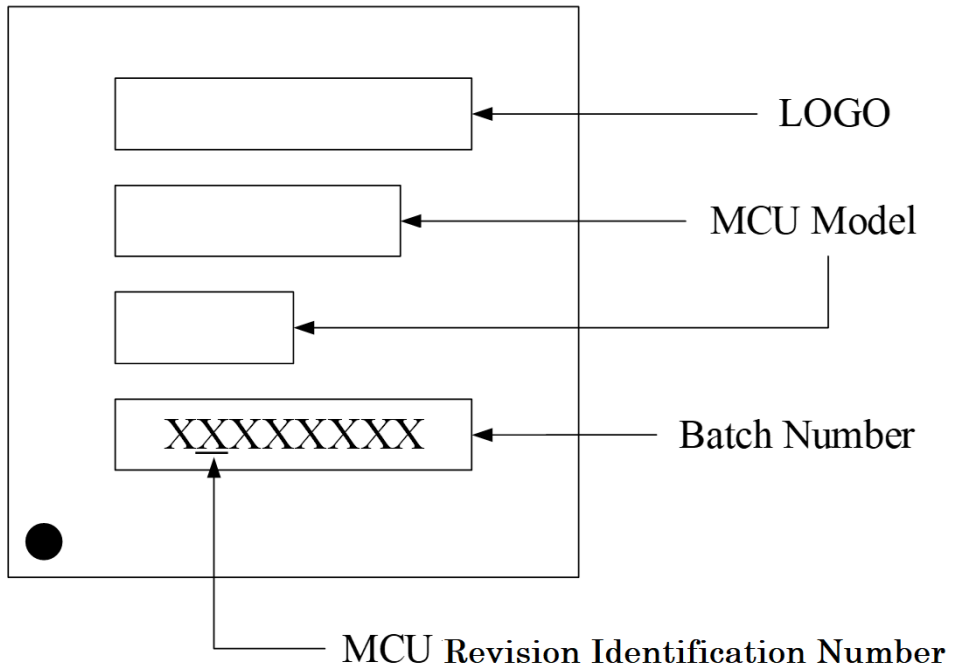 LOGO
MCU Model
XXXXXXXX
Batch Number
MCU Revision Identification Number